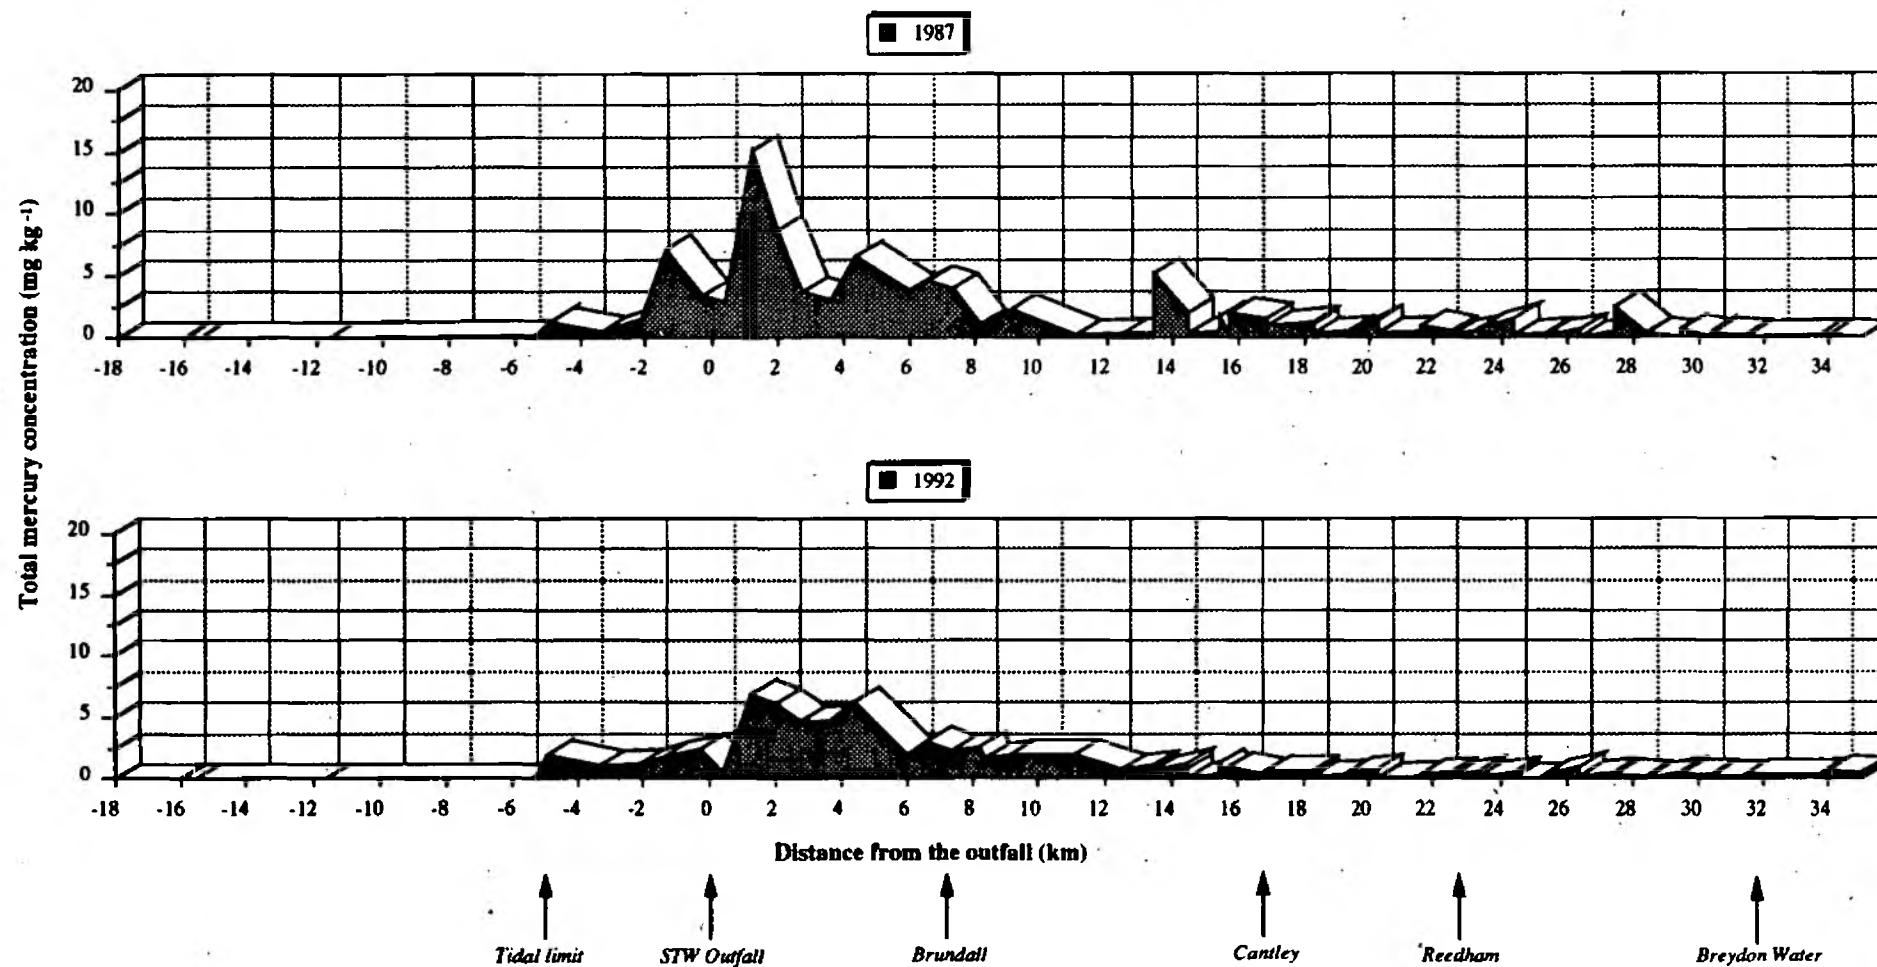 1987
20
15
10
5
0
-18 -16 -14 -12 -10 -8 -6 -4 -2 0 2 4 6 8 10 12 14 16 18 20 22 24 26 28 30 32 34
Total mercury concentration (mg kg -1)
1992
20
15
10
5
0
-18 -16 -14 -12 -10 -8 -6 -4 -2 0 2 4 6 8 10 12 14 16 18 20 22 24 26 28 30 32 34
Distance from the outfall (km)
Tidal limit STW Outfall Brundall Cantley Reedham Breydon Water